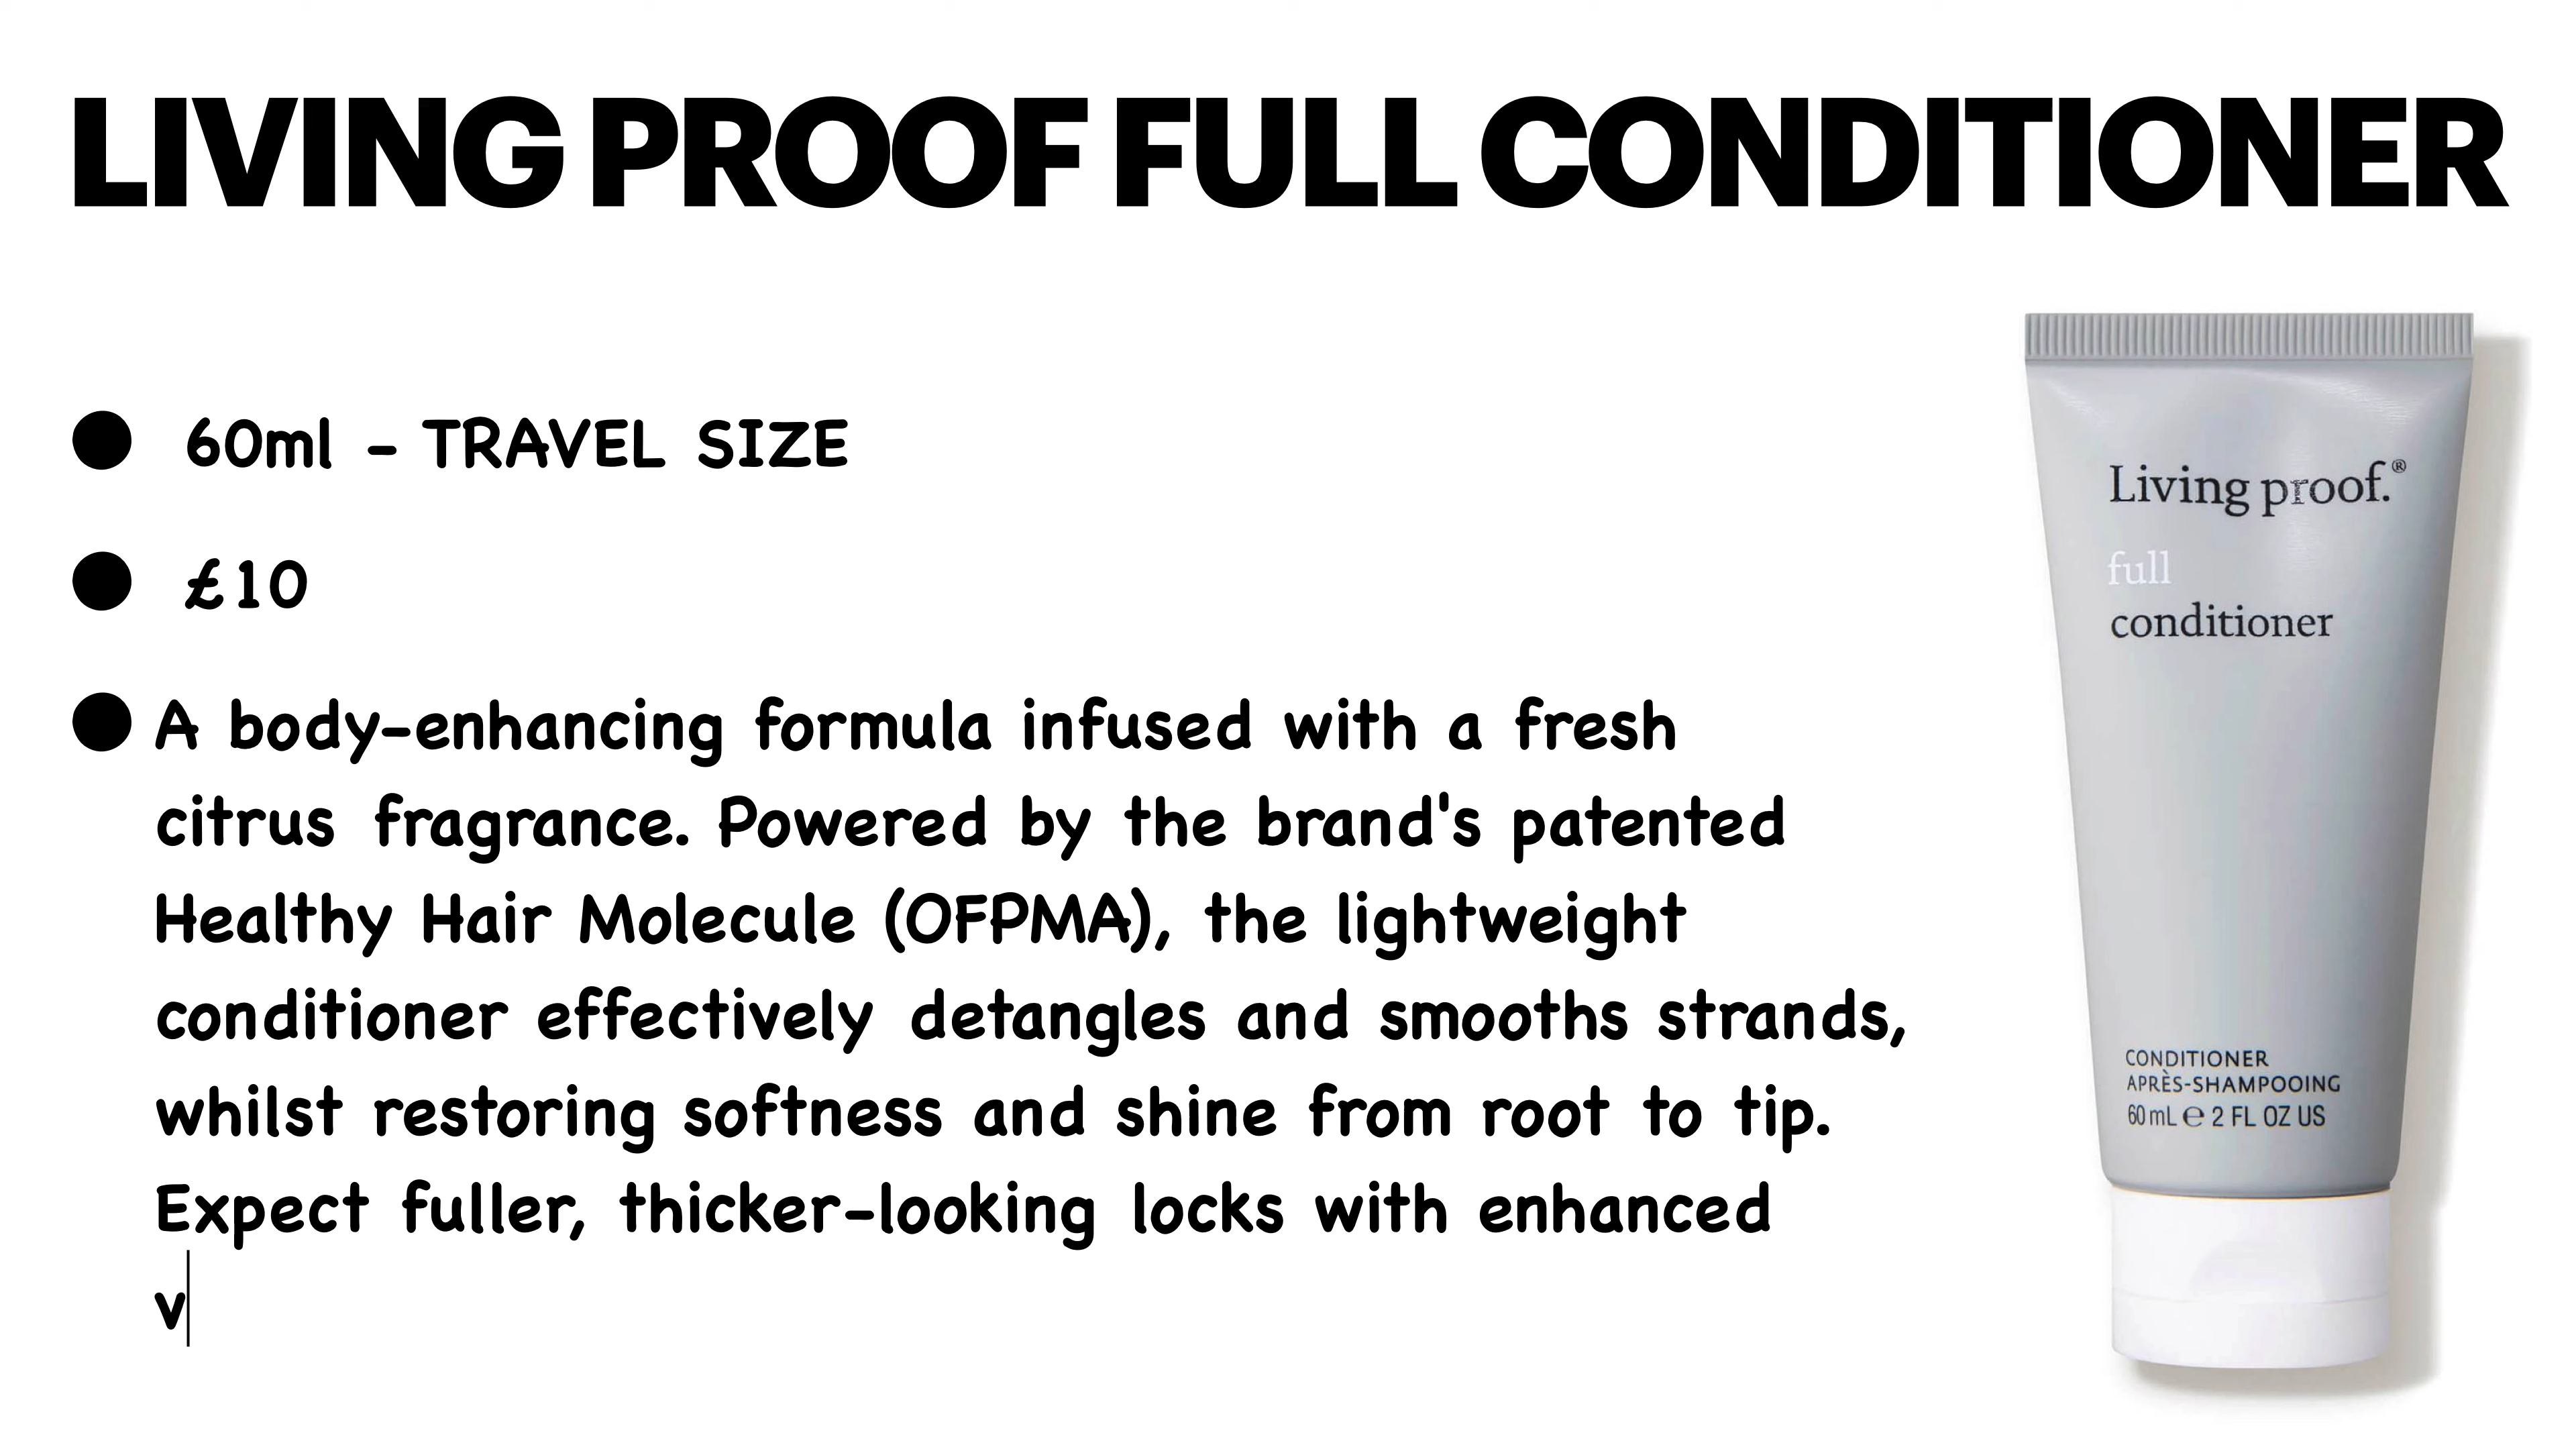 LIVING PROOF FULL CONDITIONER
60ml - TRAVEL SIZE
£10
A body-enhancing formula infused with a fresh
citrus fragrance. Powered by the brand's patented
Healthy Hair Molecule (OFPMA), the lightweight
conditioner effectively detangles and smooths strands,
whilst restoring softness and shine from root to tip.
Expect fuller, thicker-looking locks with enhanced
v
Living proof.®
full
conditioner
CONDITIONER
APRÈS-SHAMPOOING
60 mL ℮ 2 FL OZ US